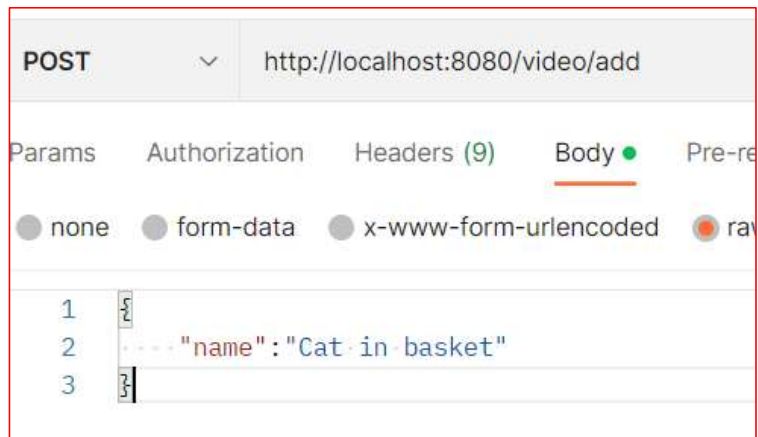 POST http://localhost:8080/video/add
Params Authorization Headers (9) Body Pre-re
none form-data x-www-form-urlencoded raw
1 {
2 "name":"Cat in basket"
3 }